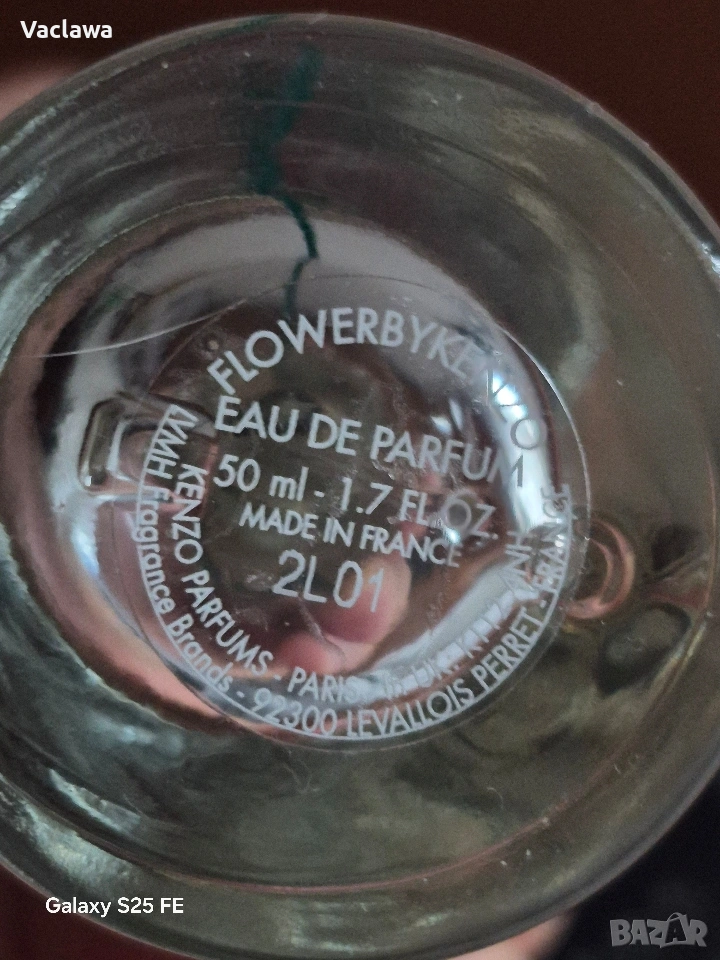 Vaclawa
FLOWERBYKENZO
EAU DE PARFUM
50 ml - 1.7 FL. OZ.
MADE IN FRANCE
2L01
KENZO PARFUMS - PARIS
LVMH Fragrance Brands - 92300 LEVALLOIS PERRET - FRANCE
Galaxy S25 FE
BAZAR